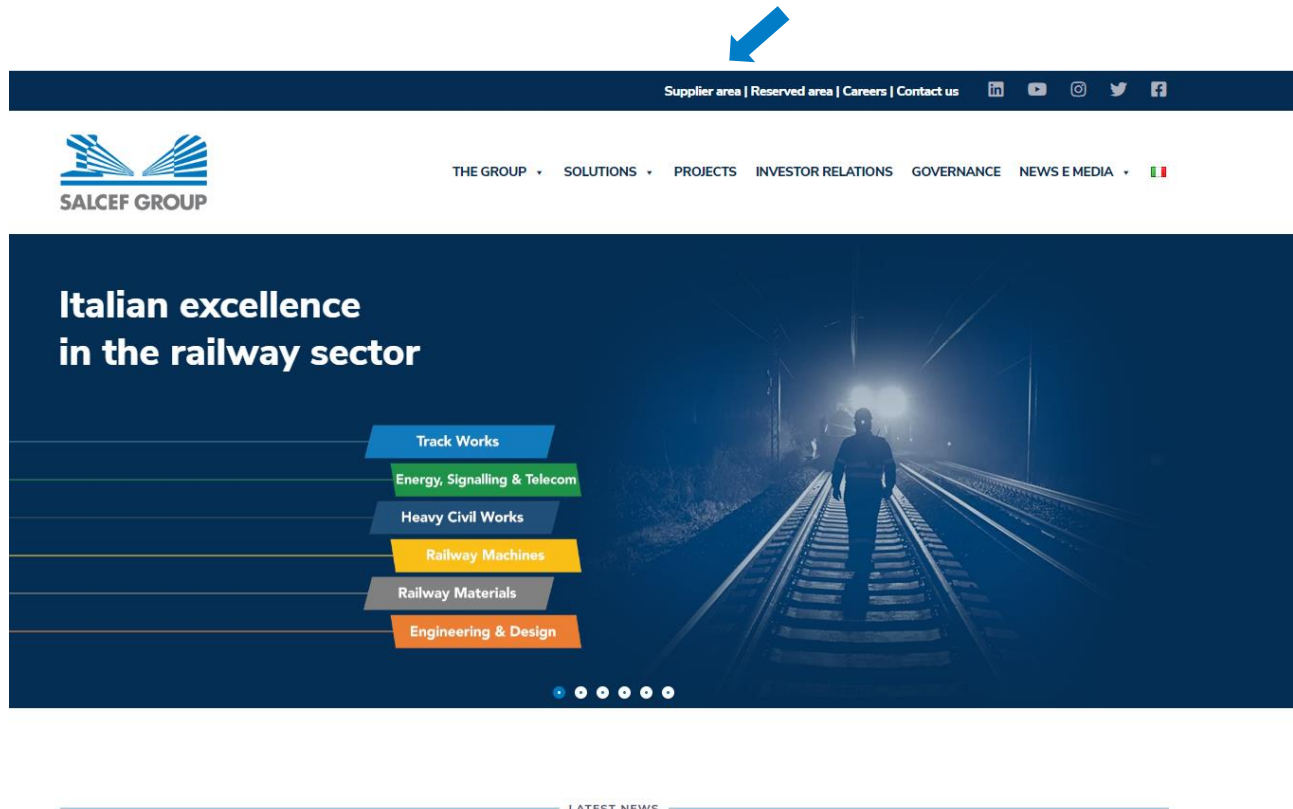 Supplier area | Reserved area | Careers | Contact us
SALCEF GROUP
THE GROUP SOLUTIONS PROJECTS INVESTOR RELATIONS GOVERNANCE NEWS E MEDIA
Italian excellence
in the railway sector
Track Works
Energy, Signalling & Telecom
Heavy Civil Works
Railway Machines
Railway Materials
Engineering & Design
LATEST NEWS